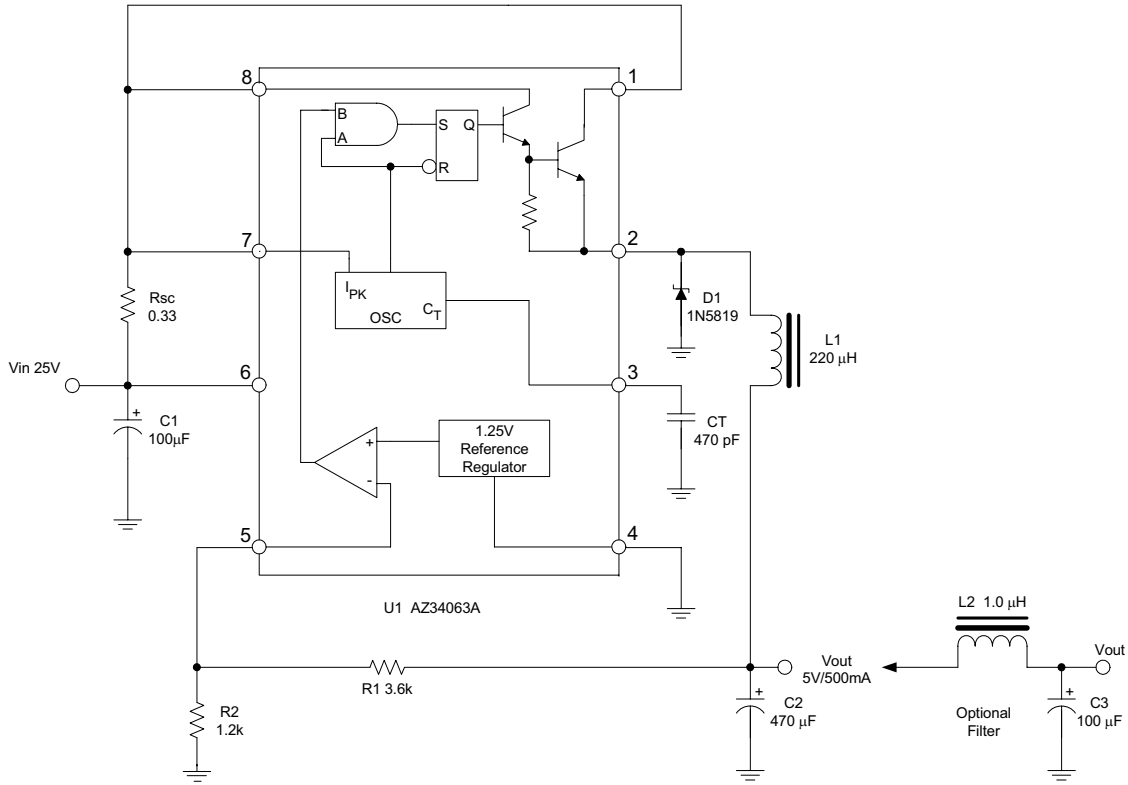 8
1
B
A
S
Q
R
7
2
Rsc
0.33
I_PK
OSC
C_T
D1
1N5819
L1
220 μH
Vin 25V
6
3
C1
+
100μF
CT
470 pF
1.25V
Reference
Regulator
+
-
5
4
U1 AZ34063A
L2 1.0 μH
R1 3.6k
Vout
5V/500mA
Vout
R2
1.2k
+
C2
470 μF
Optional
Filter
+
C3
100 μF